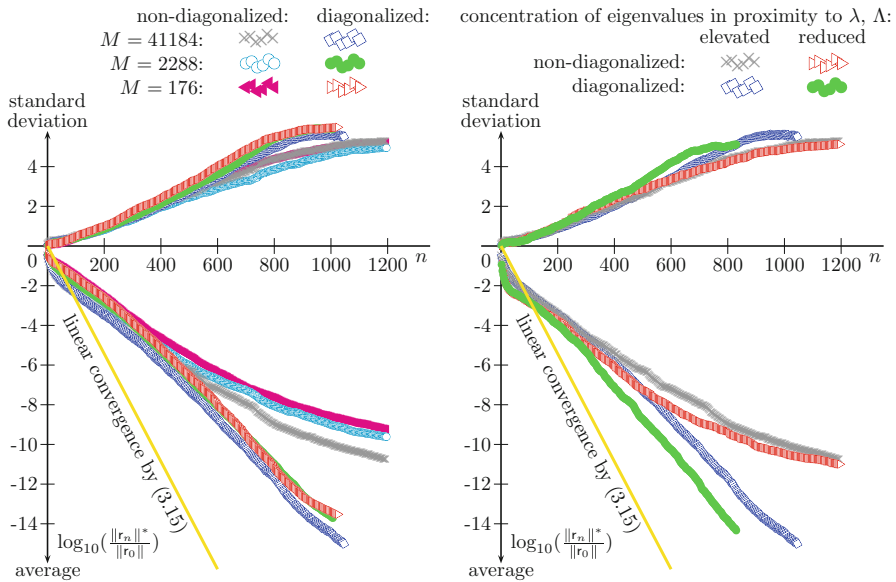 non-diagonalized: diagonalized:
M = 41184:
M = 2288:
M = 176:
standard
deviation
4
2
0
200 400 600 800 1000 1200 n
-2
-4
-6
-8
-10
-12
-14
linear convergence by (3.15)
log₁₀(‖rₙ‖*/‖r₀‖)
average
concentration of eigenvalues in proximity to λ, Λ:
elevated reduced
non-diagonalized:
diagonalized:
standard
deviation
4
2
0
200 400 600 800 1000 1200 n
-2
-4
-6
-8
-10
-12
-14
linear convergence by (3.15)
log₁₀(‖rₙ‖*/‖r₀‖)
average